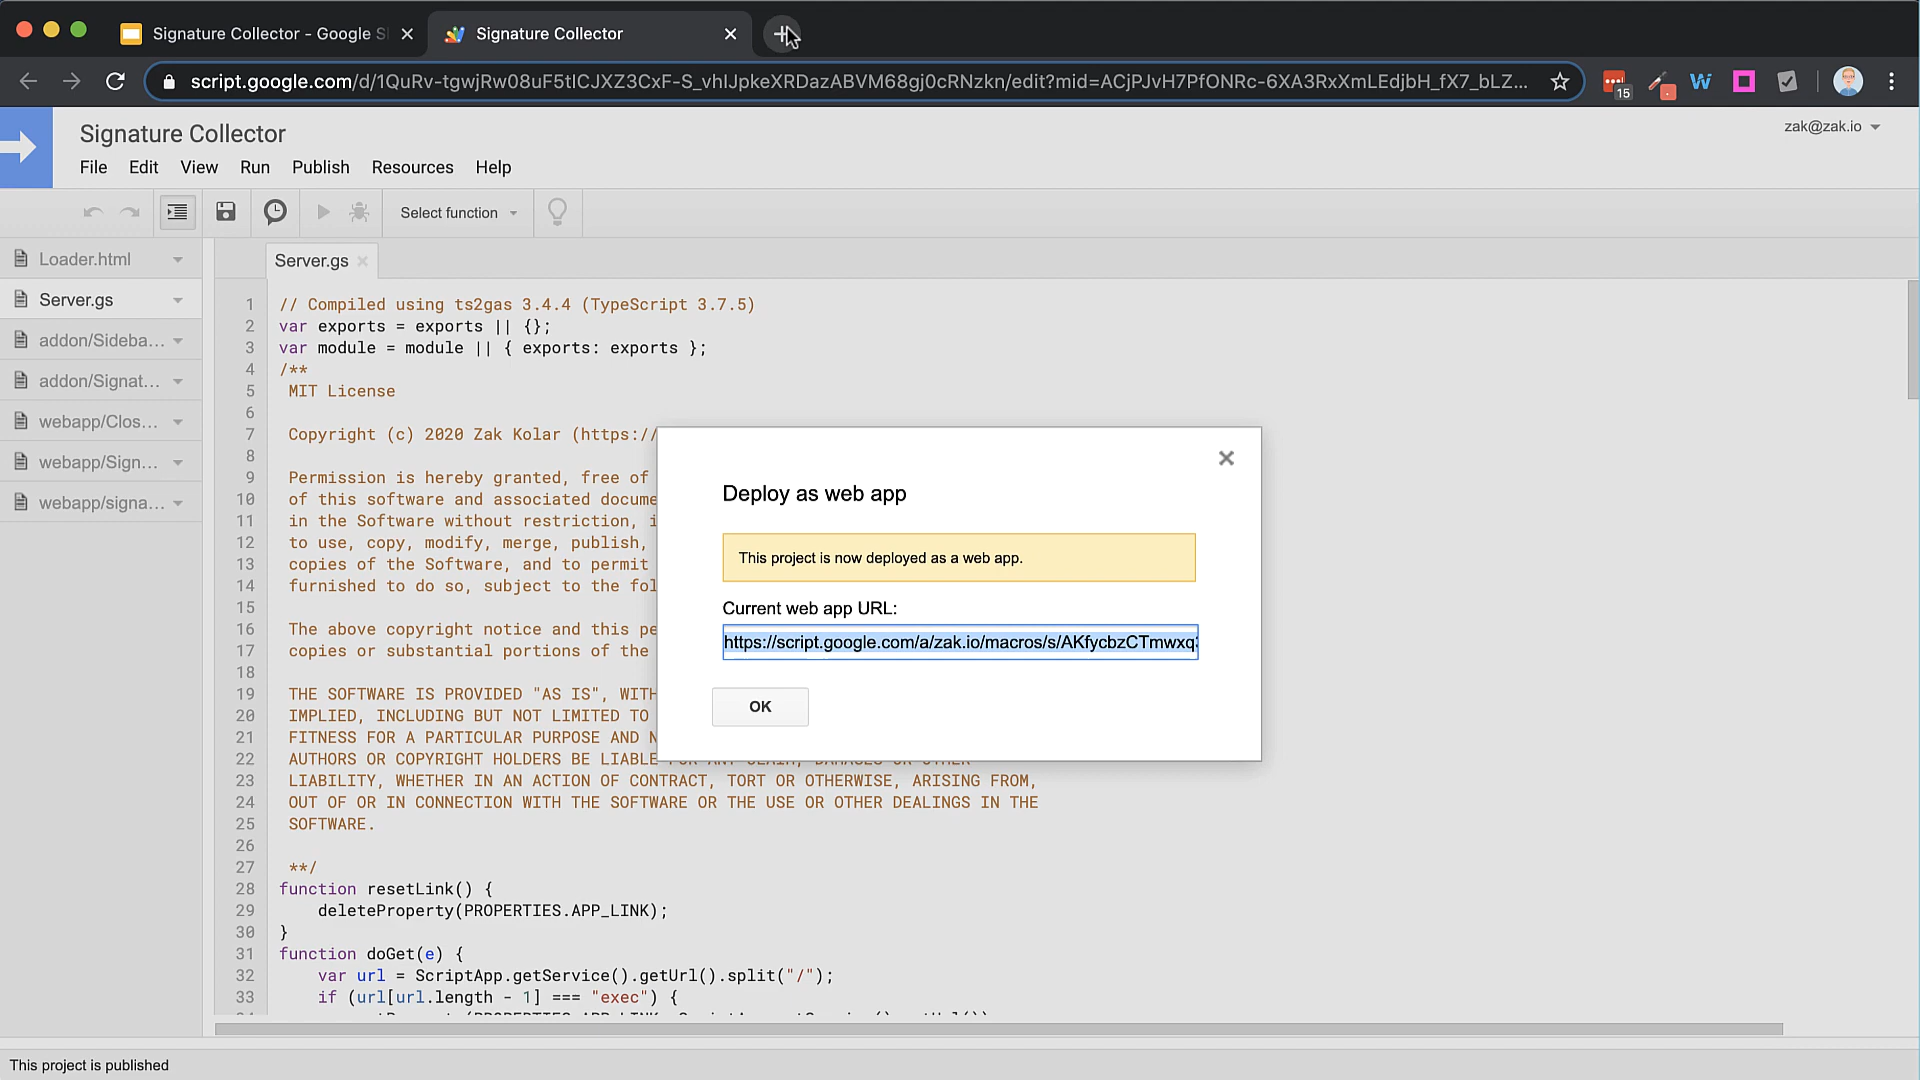 Signature Collector - Google S
Signature Collector
script.google.com/d/1QuRv-tgwjRw08uF5tlCJXZ3CxF-S_vhlJpkeXRDazABVM68gj0cRNzkn/edit?mid=ACjPJvH7PfONRc-6XA3RxXmLEdjbH_fX7_bLZ...
15
Signature Collector
zak@zak.io
File Edit View Run Publish Resources Help
Select function
Loader.html
Server.gs
addon/Sideba...
addon/Signat...
webapp/Clos...
webapp/Sign...
webapp/signa...
Server.gs
1 // Compiled using ts2gas 3.4.4 (TypeScript 3.7.5)
2 var exports = exports || {};
3 var module = module || { exports: exports };
4 /**
5 MIT License
6
7 Copyright (c) 2020 Zak Kolar (https://
8
9 Permission is hereby granted, free of
10 of this software and associated docume
11 in the Software without restriction, i
12 to use, copy, modify, merge, publish,
13 copies of the Software, and to permit
14 furnished to do so, subject to the fol
15
16 The above copyright notice and this pe
17 copies or substantial portions of the
18
19 THE SOFTWARE IS PROVIDED "AS IS", WITH
20 IMPLIED, INCLUDING BUT NOT LIMITED TO
21 FITNESS FOR A PARTICULAR PURPOSE AND N
22 AUTHORS OR COPYRIGHT HOLDERS BE LIABLE FOR ANY CLAIM, DAMAGES OR OTHER
23 LIABILITY, WHETHER IN AN ACTION OF CONTRACT, TORT OR OTHERWISE, ARISING FROM,
24 OUT OF OR IN CONNECTION WITH THE SOFTWARE OR THE USE OR OTHER DEALINGS IN THE
25 SOFTWARE.
26
27 **/
28 function resetLink() {
29 deleteProperty(PROPERTIES.APP_LINK);
30 }
31 function doGet(e) {
32 var url = ScriptApp.getService().getUrl().split("/");
33 if (url[url.length - 1] === "exec") {
Deploy as web app
This project is now deployed as a web app.
Current web app URL:
https://script.google.com/a/zak.io/macros/s/AKfycbzCTmwxq
OK
This project is published